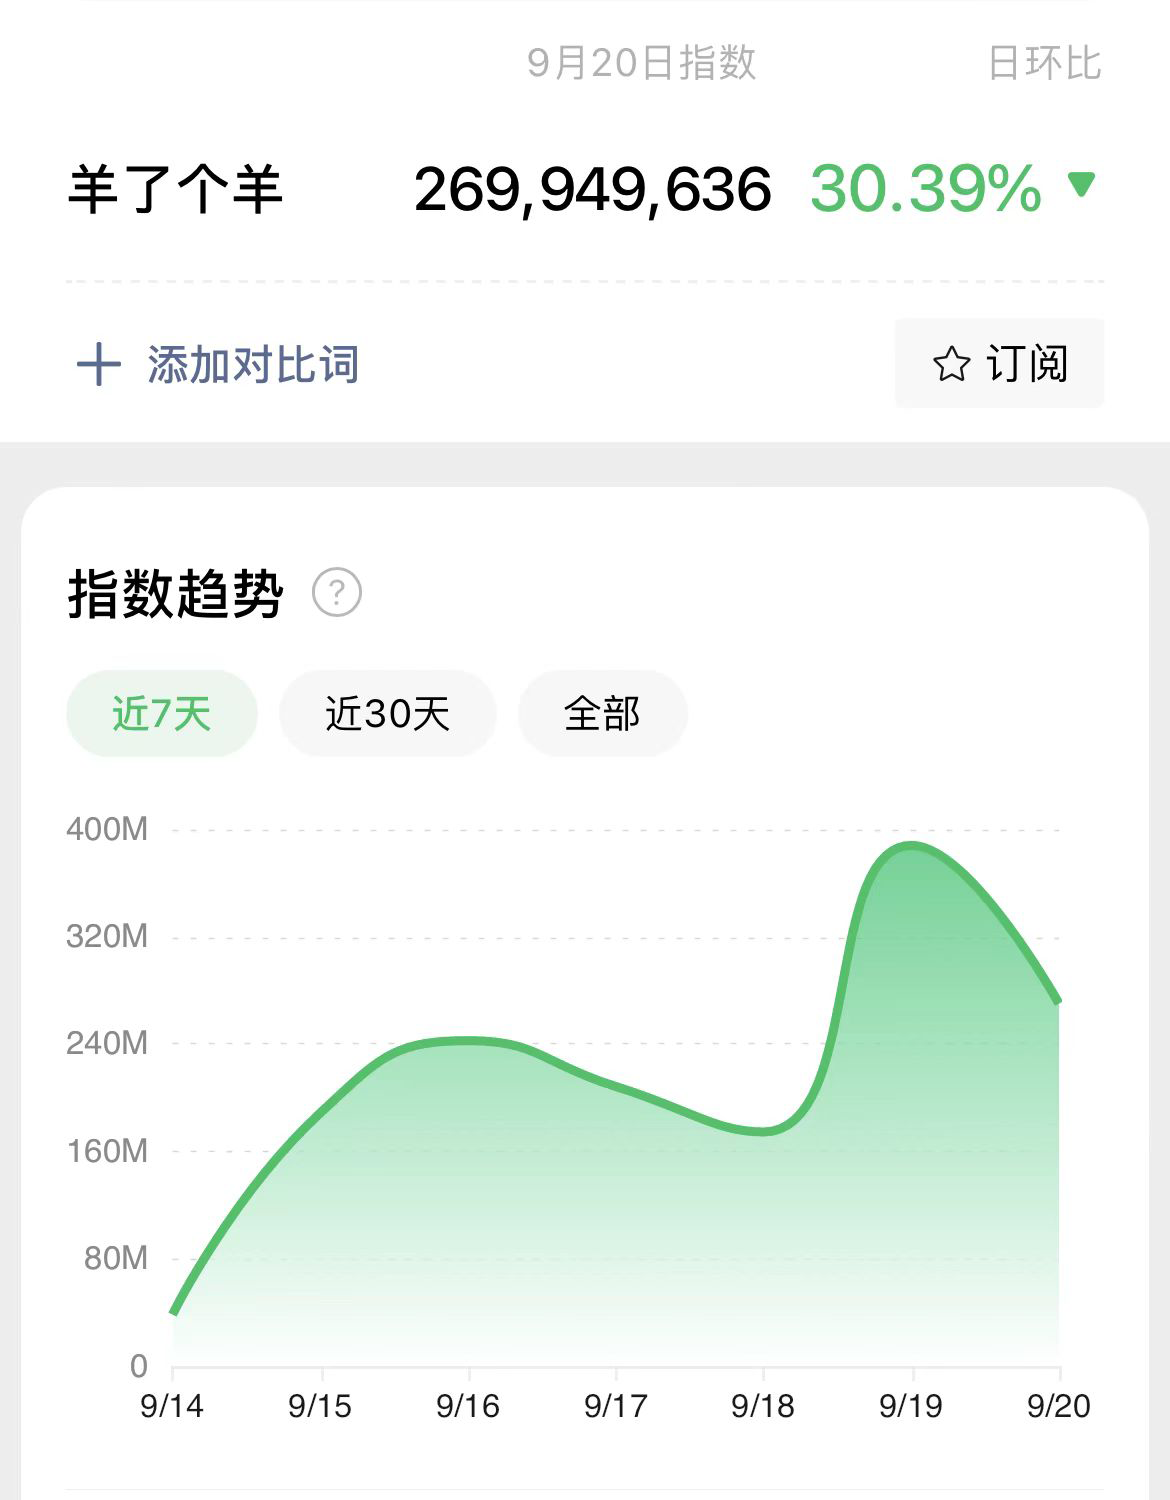 9月20日指数 日环比
羊了个羊 269,949,636 30.39% ▼
添加对比词 订阅
指数趋势 ?
近7天 近30天 全部
400M
320M
240M
160M
80M
0
9/14 9/15 9/16 9/17 9/18 9/19 9/20